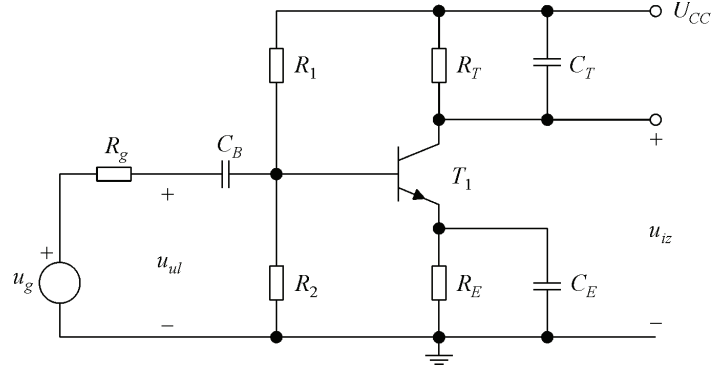 U_CC
R_1
R_T
C_T
R_g
C_B
+
+
T_1
+
u_g
u_ul
R_2
R_E
C_E
u_iz
−
−